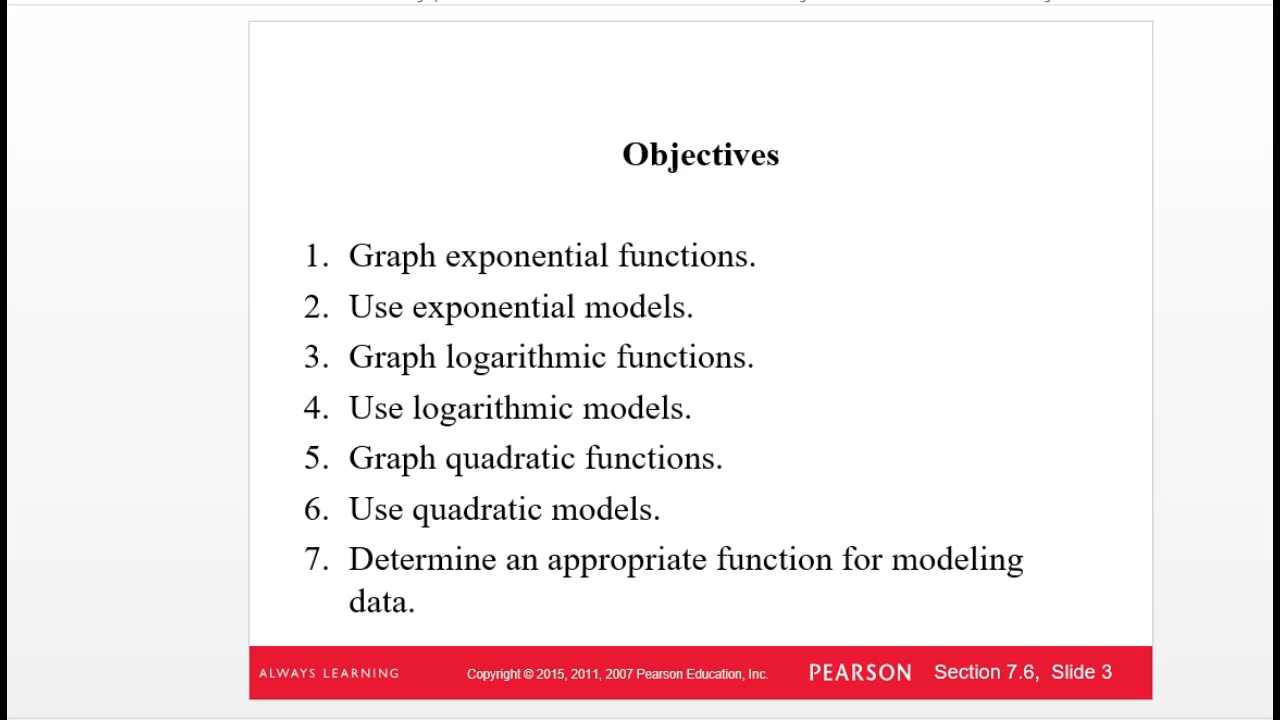 Objectives
1. Graph exponential functions.
2. Use exponential models.
3. Graph logarithmic functions.
4. Use logarithmic models.
5. Graph quadratic functions.
6. Use quadratic models.
7. Determine an appropriate function for modeling
data.
ALWAYS LEARNING Copyright © 2015, 2011, 2007 Pearson Education, Inc. PEARSON Section 7.6, Slide 3